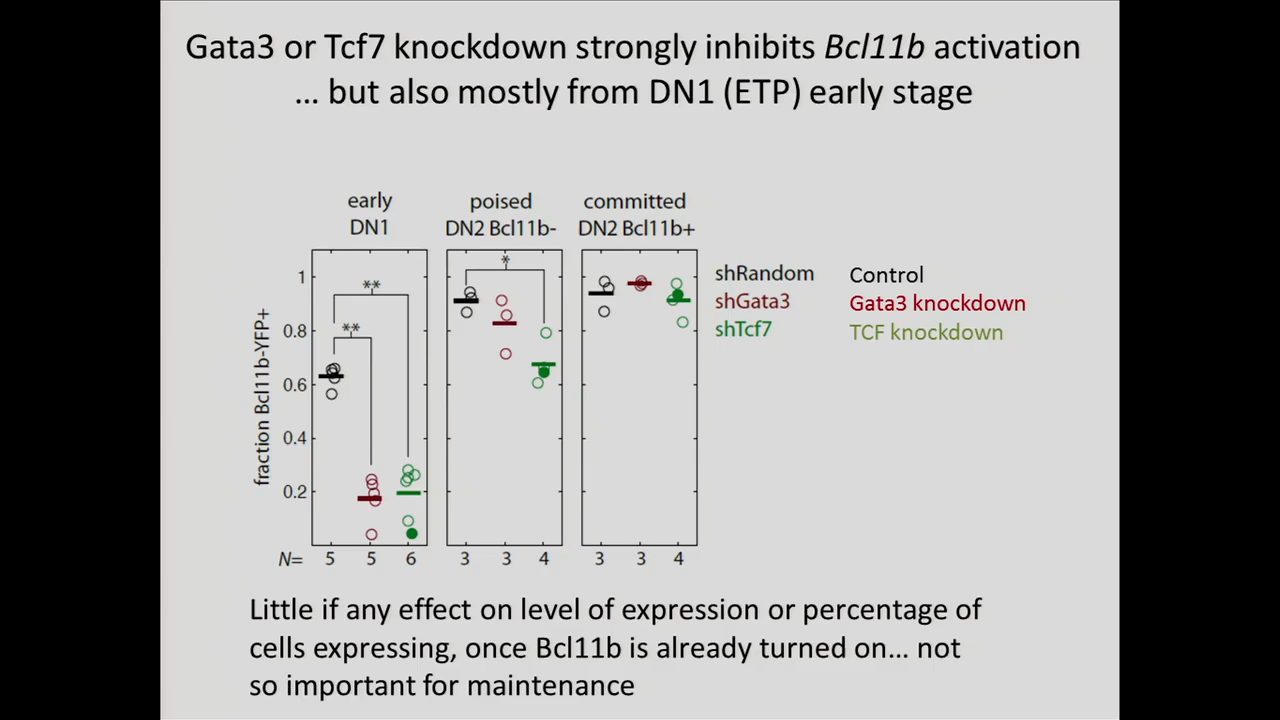 Gata3 or Tcf7 knockdown strongly inhibits Bcl11b activation
... but also mostly from DN1 (ETP) early stage
early
DN1
poised
DN2 Bcl11b-
committed
DN2 Bcl11b+
fraction Bcl11b-YFP+
1
0.8
0.6
0.4
0.2
**
**
*
N=
5
5
6
3
3
4
3
3
4
shRandom
shGata3
shTcf7
Control
Gata3 knockdown
TCF knockdown
Little if any effect on level of expression or percentage of
cells expressing, once Bcl11b is already turned on... not
so important for maintenance